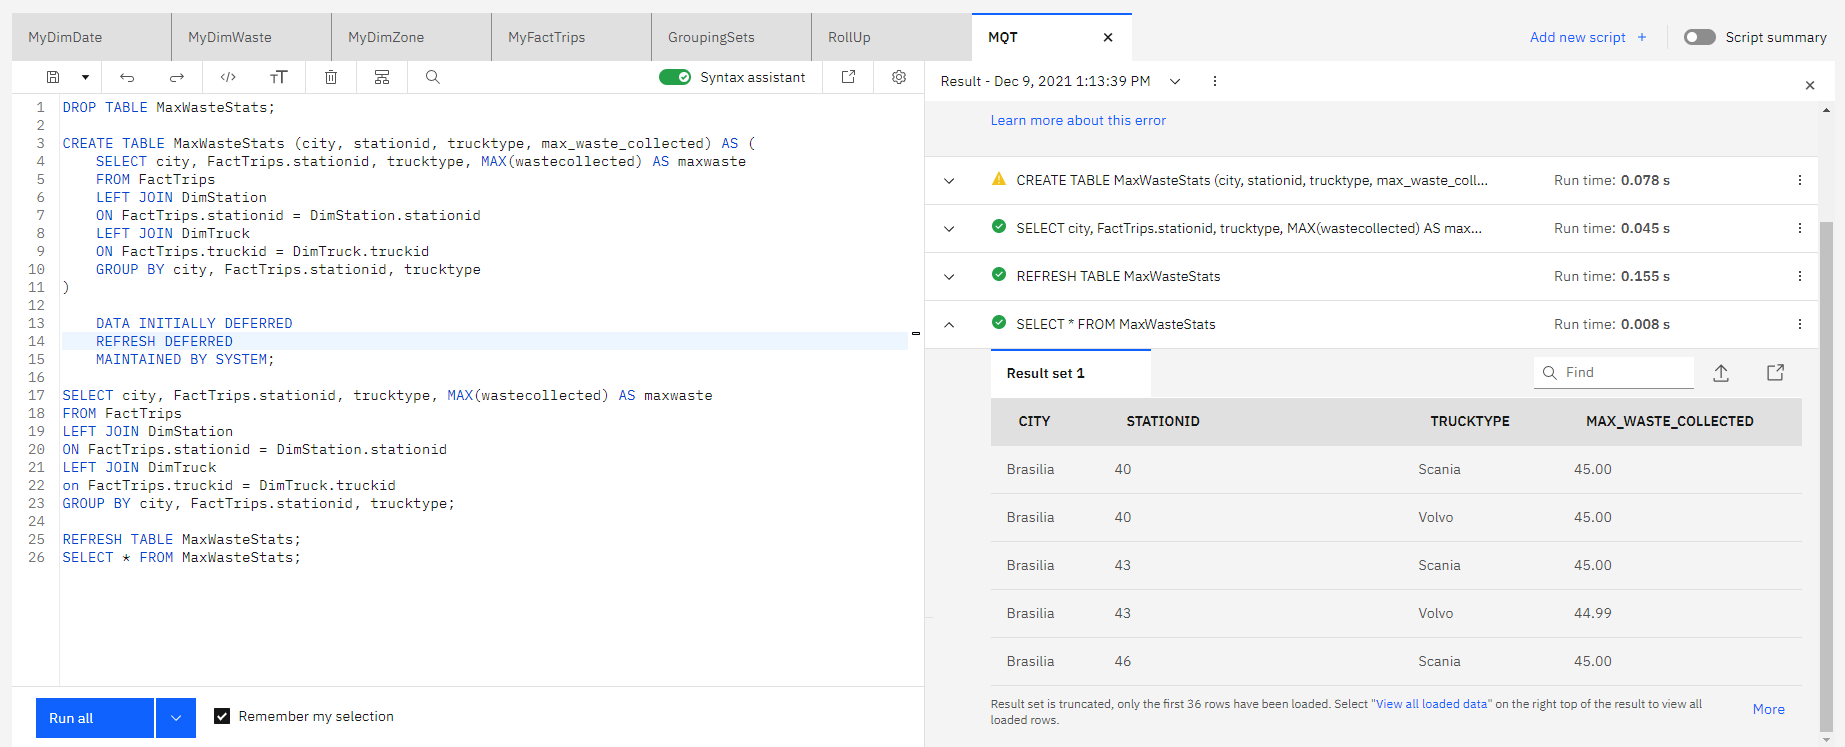 MyDimDate MyDimWaste MyDimZone MyFactTrips GroupingSets RollUp MQT Add new script + Script summary
Syntax assistant
1 DROP TABLE MaxWasteStats;
2
3 CREATE TABLE MaxWasteStats (city, stationid, trucktype, max_waste_collected) AS (
4 SELECT city, FactTrips.stationid, trucktype, MAX(wastecollected) AS maxwaste
5 FROM FactTrips
6 LEFT JOIN DimStation
7 ON FactTrips.stationid = DimStation.stationid
8 LEFT JOIN DimTruck
9 ON FactTrips.truckid = DimTruck.truckid
10 GROUP BY city, FactTrips.stationid, trucktype
11 )
12
13 DATA INITIALLY DEFERRED
14 REFRESH DEFERRED
15 MAINTAINED BY SYSTEM;
16
17 SELECT city, FactTrips.stationid, trucktype, MAX(wastecollected) AS maxwaste
18 FROM FactTrips
19 LEFT JOIN DimStation
20 ON FactTrips.stationid = DimStation.stationid
21 LEFT JOIN DimTruck
22 on FactTrips.truckid = DimTruck.truckid
23 GROUP BY city, FactTrips.stationid, trucktype;
24
25 REFRESH TABLE MaxWasteStats;
26 SELECT * FROM MaxWasteStats;
Run all Remember my selection
Result - Dec 9, 2021 1:13:39 PM
Learn more about this error
CREATE TABLE MaxWasteStats (city, stationid, trucktype, max_waste_coll... Run time: 0.078 s
SELECT city, FactTrips.stationid, trucktype, MAX(wastecollected) AS max... Run time: 0.045 s
REFRESH TABLE MaxWasteStats Run time: 0.155 s
SELECT * FROM MaxWasteStats Run time: 0.008 s
Result set 1 Find
CITY STATIONID TRUCKTYPE MAX_WASTE_COLLECTED
Brasilia 40 Scania 45.00
Brasilia 40 Volvo 45.00
Brasilia 43 Scania 45.00
Brasilia 43 Volvo 44.99
Brasilia 46 Scania 45.00
Result set is truncated, only the first 36 rows have been loaded. Select "View all loaded data" on the right top of the result to view all
loaded rows.
More